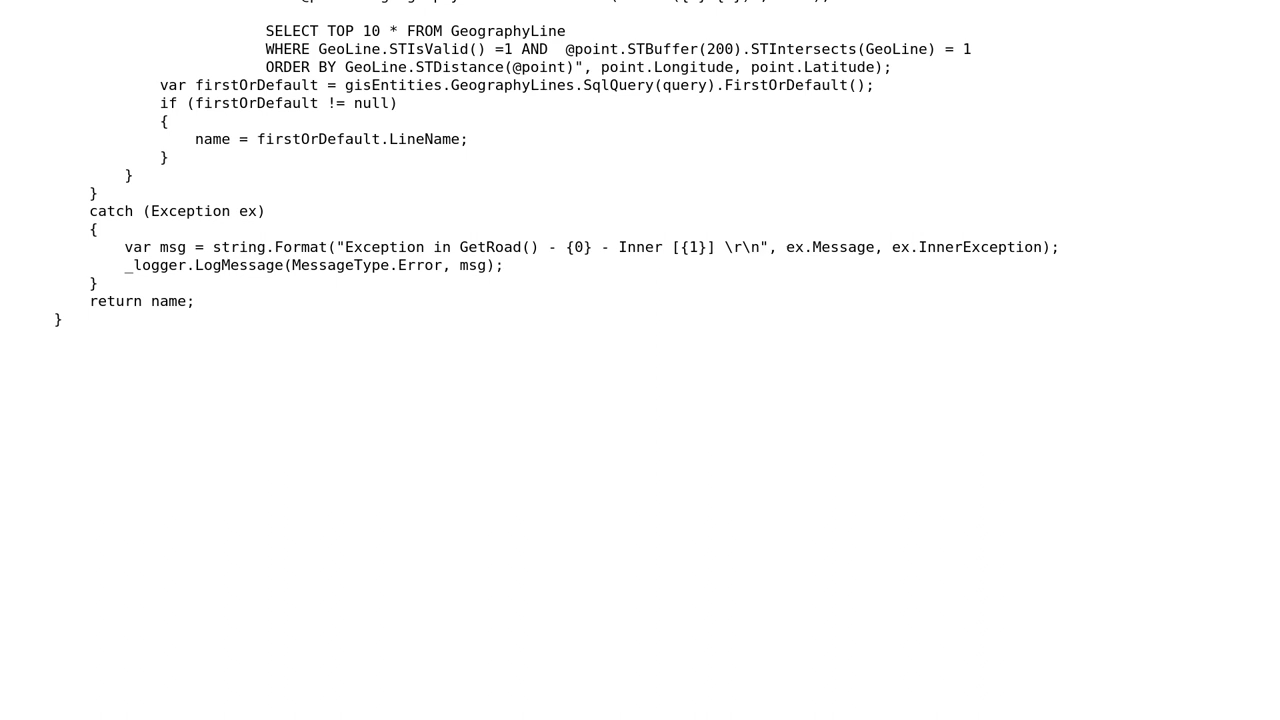 SELECT TOP 10 * FROM GeographyLine
WHERE GeoLine.STIsValid() =1 AND  @point.STBuffer(200).STIntersects(GeoLine) = 1
ORDER BY GeoLine.STDistance(@point)", point.Longitude, point.Latitude);
var firstOrDefault = gisEntities.GeographyLines.SqlQuery(query).FirstOrDefault();
if (firstOrDefault != null)
{
name = firstOrDefault.LineName;
}
}
}
catch (Exception ex)
{
var msg = string.Format("Exception in GetRoad() - {0} - Inner [{1}] \r\n", ex.Message, ex.InnerException);
_logger.LogMessage(MessageType.Error, msg);
}
return name;
}